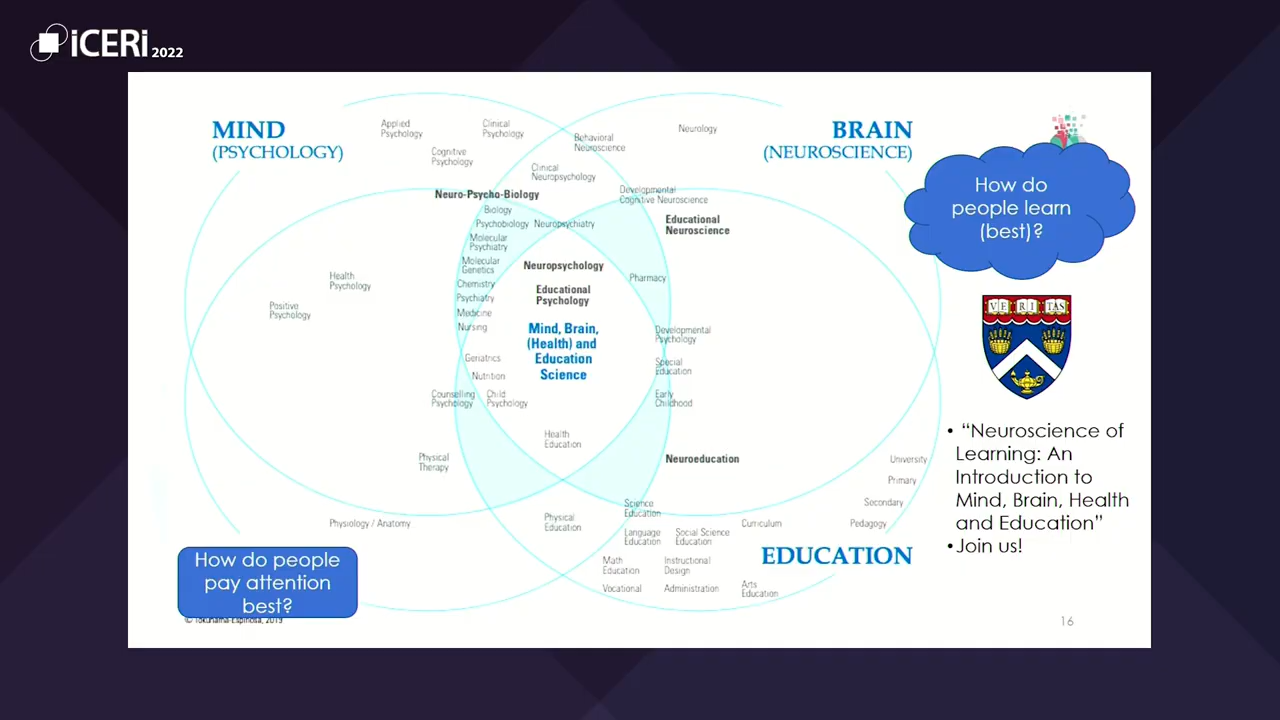 iCERi 2022
MIND
(PSYCHOLOGY)
BRAIN
(NEUROSCIENCE)
Applied
Psychology
Clinical
Psychology
Cognitive
Psychology
Behavioral
Neuroscience
Neurology
Clinical
Neuropsychology
Neuro-Psycho-Biology
Developmental
Cognitive Neuroscience
Biology
Psychobiology
Neuropsychiatry
Educational
Neuroscience
Molecular
Psychiatry
Molecular
Genetics
Neuropsychology
Pharmacy
Health
Psychology
Chemistry
Educational
Psychology
Positive
Psychology
Psychiatry
Medicine
Nursing
Mind, Brain,
(Health) and
Education
Science
Developmental
Psychology
Geriatrics
Special
Education
Nutrition
Counselling
Psychology
Child
Psychology
Early
Childhood
Health
Education
Physical
Therapy
Neuroeducation
University
Primary
Secondary
Pedagogy
Science
Education
Physiology / Anatomy
Physical
Education
Language
Education
Social Science
Education
Curriculum
EDUCATION
Math
Education
Instructional
Design
Vocational
Administration
Arts
Education
How do people
pay attention
best?
© Tokuhama-Espinosa, 2019
How do
people learn
(best)?
VE RI TAS
• "Neuroscience of
Learning: An
Introduction to
Mind, Brain, Health
and Education"
• Join us!
16